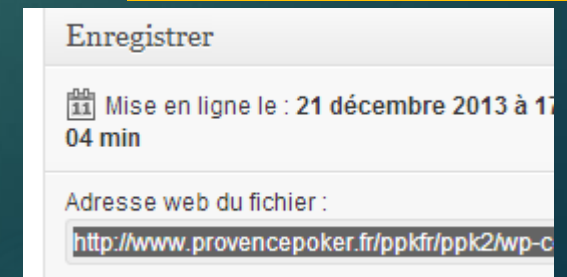 Enregistrer
11 Mise en ligne le : 21 décembre 2013 à 17
04 min
Adresse web du fichier :
http://www.provencepoker.fr/ppkfr/ppk2/wp-c